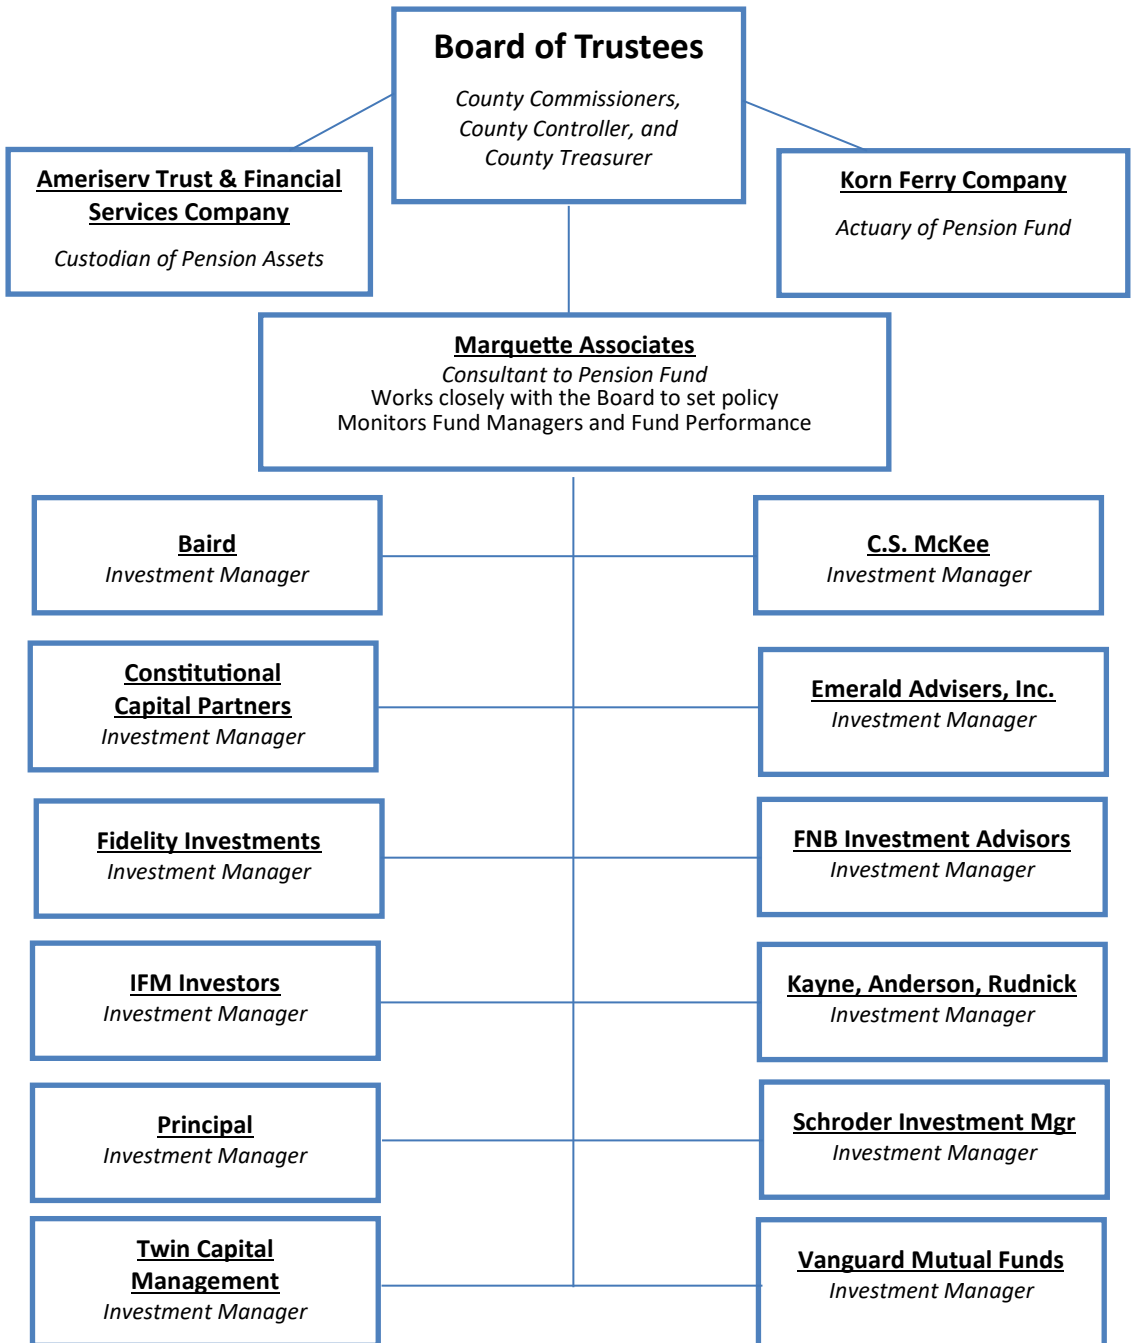 Board of Trustees
County Commissioners,
County Controller, and
County Treasurer
Ameriserv Trust & Financial
Services Company
Custodian of Pension Assets
Korn Ferry Company
Actuary of Pension Fund
Marquette Associates
Consultant to Pension Fund
Works closely with the Board to set policy
Monitors Fund Managers and Fund Performance
Baird
Investment Manager
C.S. McKee
Investment Manager
Constitutional
Capital Partners
Investment Manager
Emerald Advisers, Inc.
Investment Manager
Fidelity Investments
Investment Manager
FNB Investment Advisors
Investment Manager
IFM Investors
Investment Manager
Kayne, Anderson, Rudnick
Investment Manager
Principal
Investment Manager
Schroder Investment Mgr
Investment Manager
Twin Capital
Management
Investment Manager
Vanguard Mutual Funds
Investment Manager